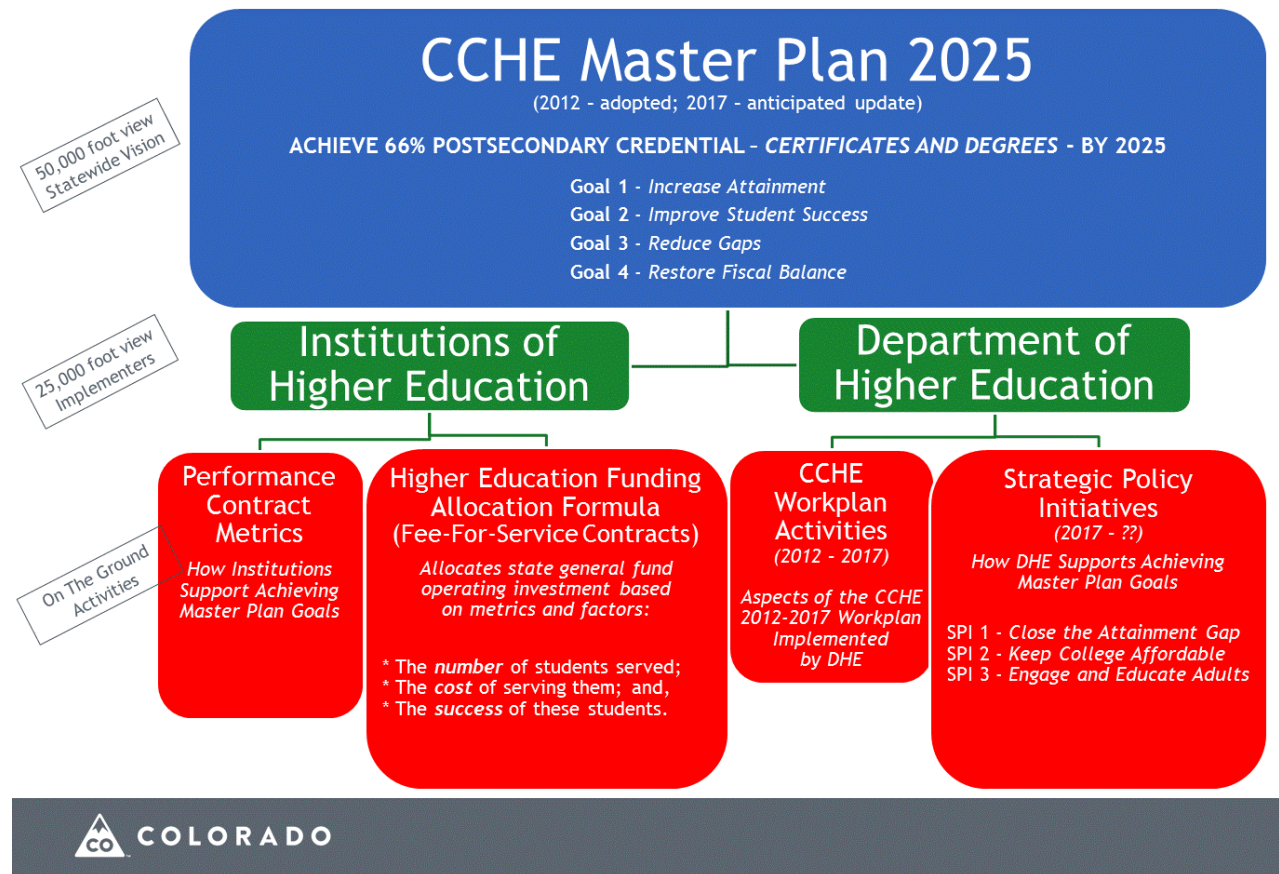 CCHE Master Plan 2025
(2012 – adopted; 2017 – anticipated update)
ACHIEVE 66% POSTSECONDARY CREDENTIAL – CERTIFICATES AND DEGREES - BY 2025
Goal 1 - Increase Attainment
Goal 2 - Improve Student Success
Goal 3 - Reduce Gaps
Goal 4 - Restore Fiscal Balance
50,000 foot view
Statewide Vision
25,000 foot view
Implementers
Institutions of
Higher Education
Department of
Higher Education
On The Ground
Activities
Performance
Contract
Metrics
How Institutions
Support Achieving
Master Plan Goals
Higher Education Funding
Allocation Formula
(Fee-For-Service Contracts)
Allocates state general fund
operating investment based
on metrics and factors:
* The number of students served;
* The cost of serving them; and,
* The success of these students.
CCHE
Workplan
Activities
(2012 - 2017)
Aspects of the CCHE
2012-2017 Workplan
Implemented
by DHE
Strategic Policy
Initiatives
(2017 - ??)
How DHE Supports Achieving
Master Plan Goals
SPI 1 - Close the Attainment Gap
SPI 2 - Keep College Affordable
SPI 3 - Engage and Educate Adults
CO
COLORADO